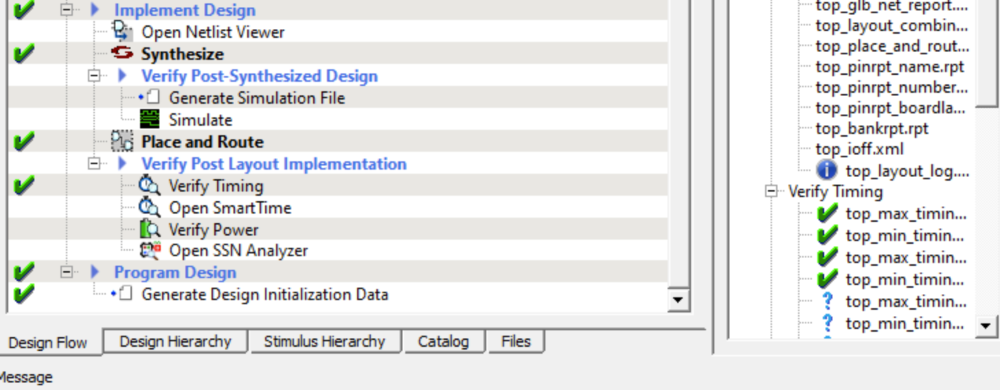 Implement Design
Open Netlist Viewer
Synthesize
Verify Post-Synthesized Design
Generate Simulation File
Simulate
Place and Route
Verify Post Layout Implementation
Verify Timing
Open SmartTime
Verify Power
Open SSN Analyzer
Program Design
Generate Design Initialization Data
Design Flow
Design Hierarchy
Stimulus Hierarchy
Catalog
Files
Message
top_glb_net_report....
top_layout_combin...
top_place_and_rout...
top_pinrpt_name.rpt
top_pinrpt_number...
top_pinrpt_boardla...
top_bankrpt.rpt
top_ioff.xml
top_layout_log....
Verify Timing
top_max_timin...
top_min_timin...
top_max_timin...
top_min_timin...
top_max_timin...
top_min_timin...